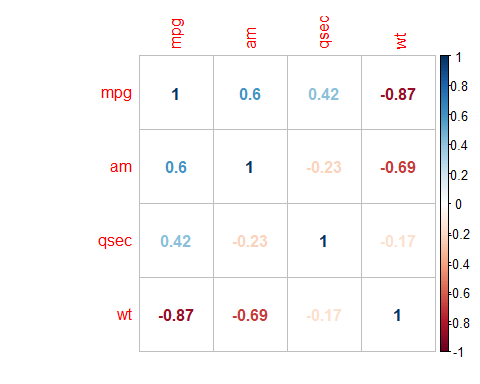 mpg am qsec wt
mpg 1 0.6 0.42 -0.87
am 0.6 1 -0.23 -0.69
qsec 0.42 -0.23 1 -0.17
wt -0.87 -0.69 -0.17 1
1
0.8
0.6
0.4
0.2
0
-0.2
-0.4
-0.6
-0.8
-1